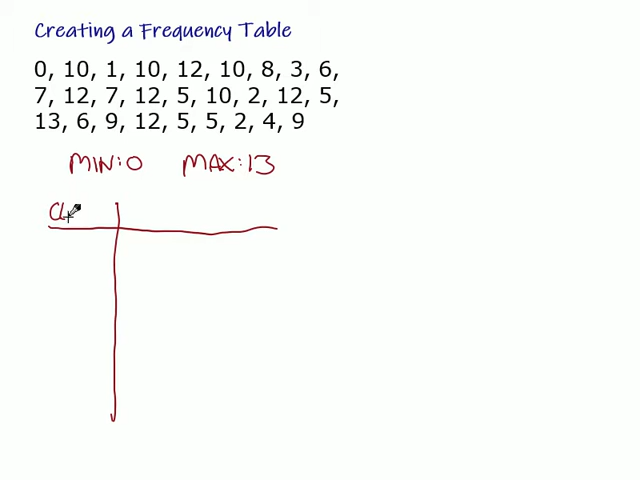 Creating a Frequency Table
0, 10, 1, 10, 12, 10, 8, 3, 6,
7, 12, 7, 12, 5, 10, 2, 12, 5,
13, 6, 9, 12, 5, 5, 2, 4, 9
MIN:0 MAX:13
Cl